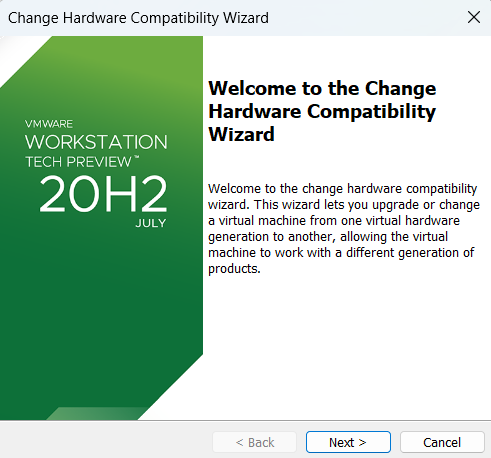 Change Hardware Compatibility Wizard
VMWARE
WORKSTATION
TECH PREVIEW™
20H2
JULY
Welcome to the Change
Hardware Compatibility
Wizard
Welcome to the change hardware compatibility
wizard. This wizard lets you upgrade or change
a virtual machine from one virtual hardware
generation to another, allowing the virtual
machine to work with a different generation of
products.
< Back
Next >
Cancel